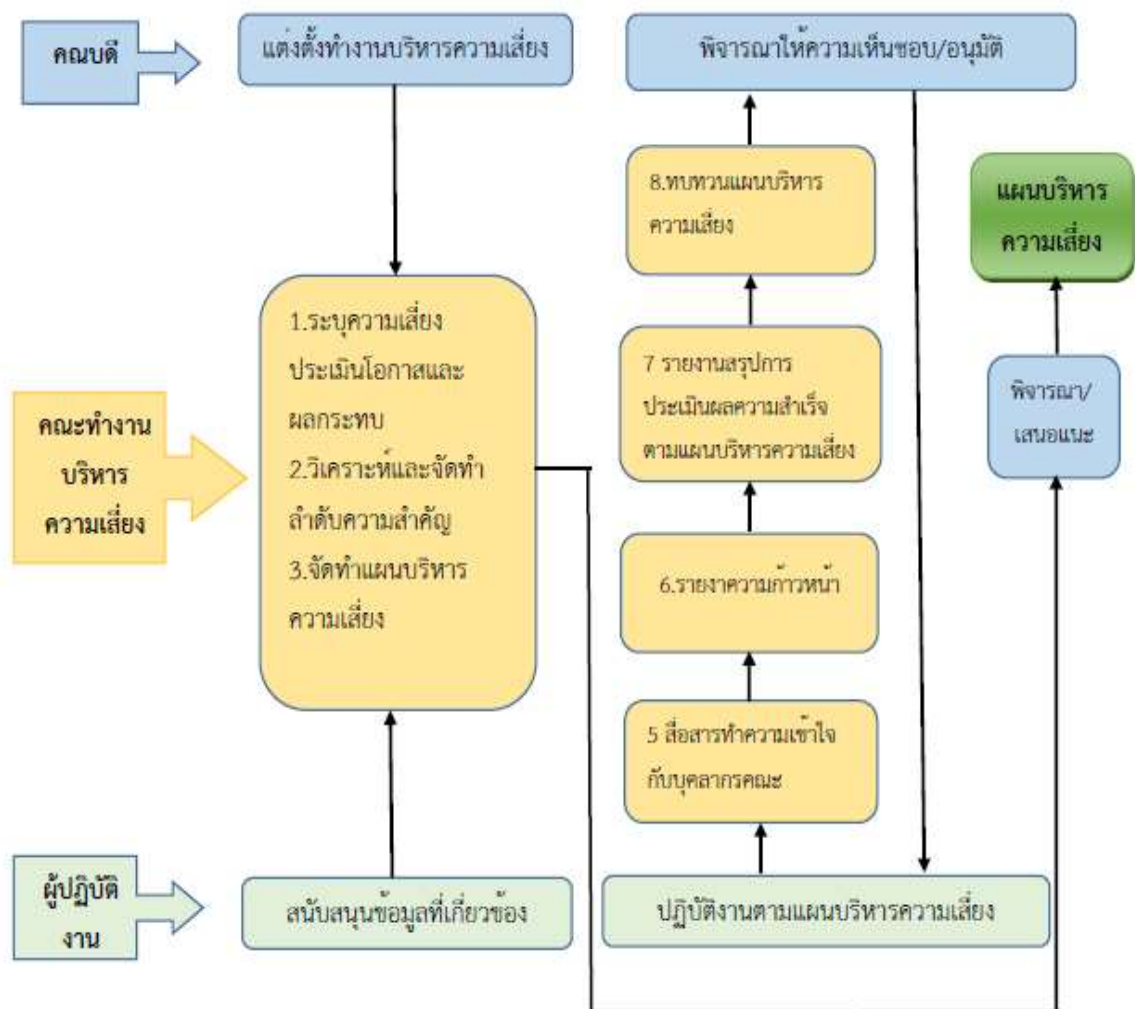 คณบดี
แต่งตั้งทำงานบริหารความเสี่ยง
พิจารณาให้ความเห็นชอบ/อนุมัติ
8.ทบทวนแผนบริหาร
ความเสี่ยง
แผนบริหาร
ความเสี่ยง
คณะทำงาน
บริหาร
ความเสี่ยง
1.ระบุความเสี่ยง
ประเมินโอกาสและ
ผลกระทบ
2.วิเคราะห์และจัดทำ
ลำดับความสำคัญ
3.จัดทำแผนบริหาร
ความเสี่ยง
7 รายงานสรุปการ
ประเมินผลความสำเร็จ
ตามแผนบริหารความเสี่ยง
พิจารณา/
เสนอแนะ
6.รายงาความก้าวหน้า
5 สื่อสารทำความเข้าใจ
กับบุคลากรคณะ
ผู้ปฏิบัติ
งาน
สนับสนุนข้อมูลที่เกี่ยวข้อง
ปฏิบัติงานตามแผนบริหารความเสี่ยง